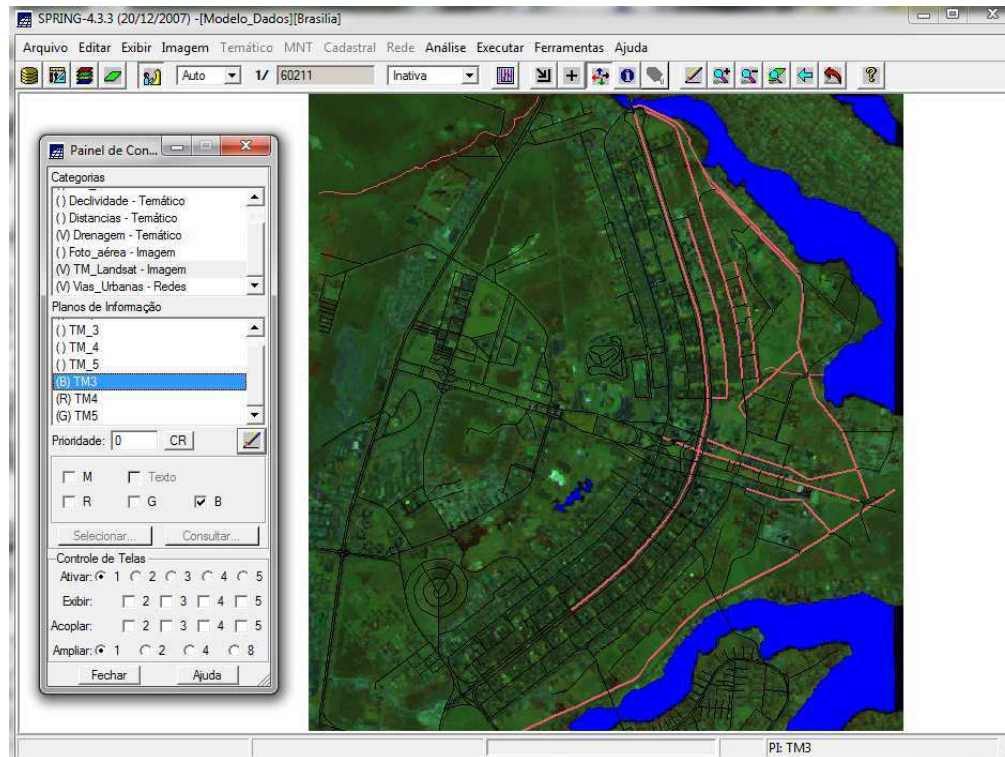 SPRING-4.3.3 (20/12/2007) -[Modelo_Dados][Brasilia]
Arquivo Editar Exibir Imagem Temático MNT Cadastral Rede Análise Executar Ferramentas Ajuda
Auto 1/ 60211 Inativa
Painel de Con...
Categorias
( ) Declividade - Temático
( ) Distancias - Temático
(V) Drenagem - Temático
( ) Foto_aérea - Imagem
(V) TM_Landsat - Imagem
(V) Vias_Urbanas - Redes
Planos de Informação
( ) TM_3
( ) TM_4
( ) TM_5
(B) TM3
(R) TM4
(G) TM5
Prioridade: 0 CR
M Texto
R G B
Selecionar... Consultar...
Controle de Telas
Ativar: 1 2 3 4 5
Exibir: 2 3 4 5
Acoplar: 2 3 4 5
Ampliar: 1 2 4 8
Fechar Ajuda
PI: TM3